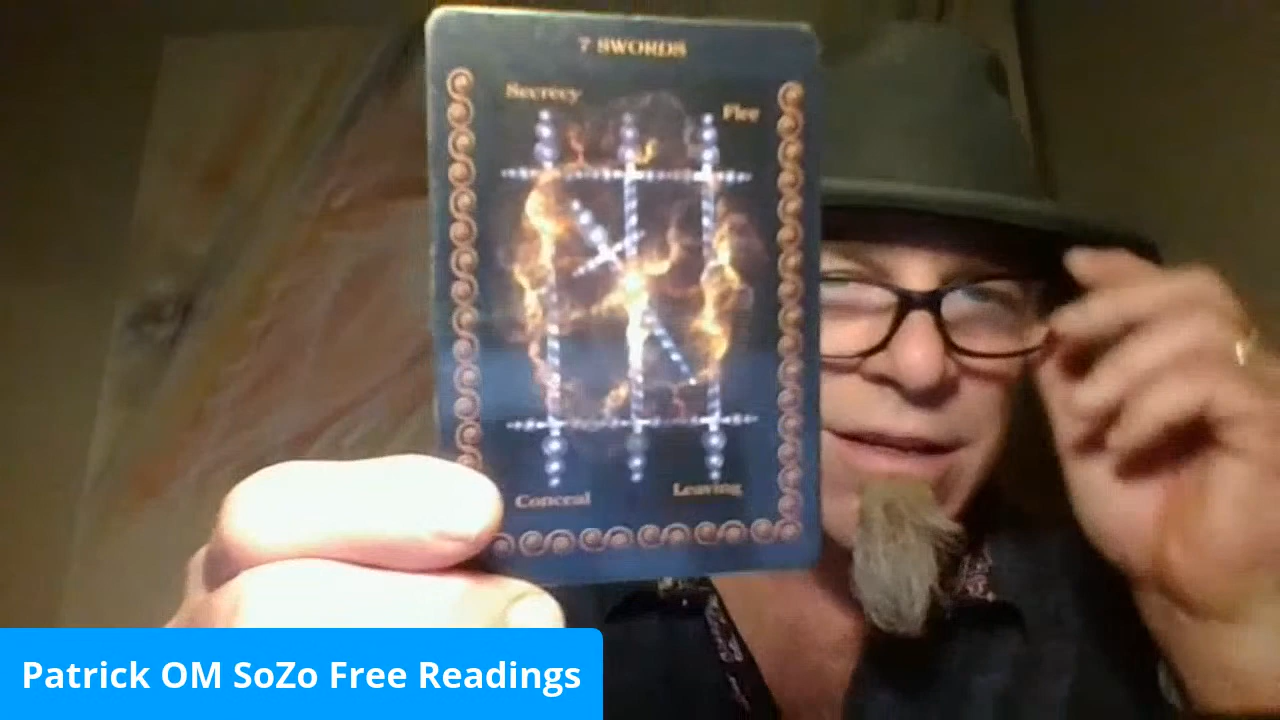 7 SWORDS
Secrecy
Flee
Conceal
Leaving
Patrick OM SoZo Free Readings